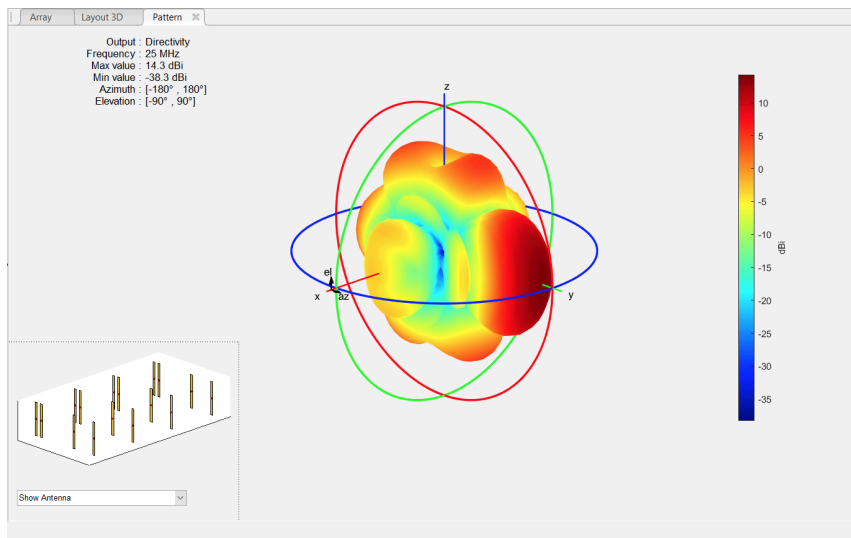 Array
Layout 3D
Pattern
Output : Directivity
Frequency : 25 MHz
Max value : 14.3 dBi
Min value : -38.3 dBi
Azimuth : [-180° , 180°]
Elevation : [-90° , 90°]
z
el
x
az
y
10
5
0
-5
-10
-15
-20
-25
-30
-35
dBi
Show Antenna